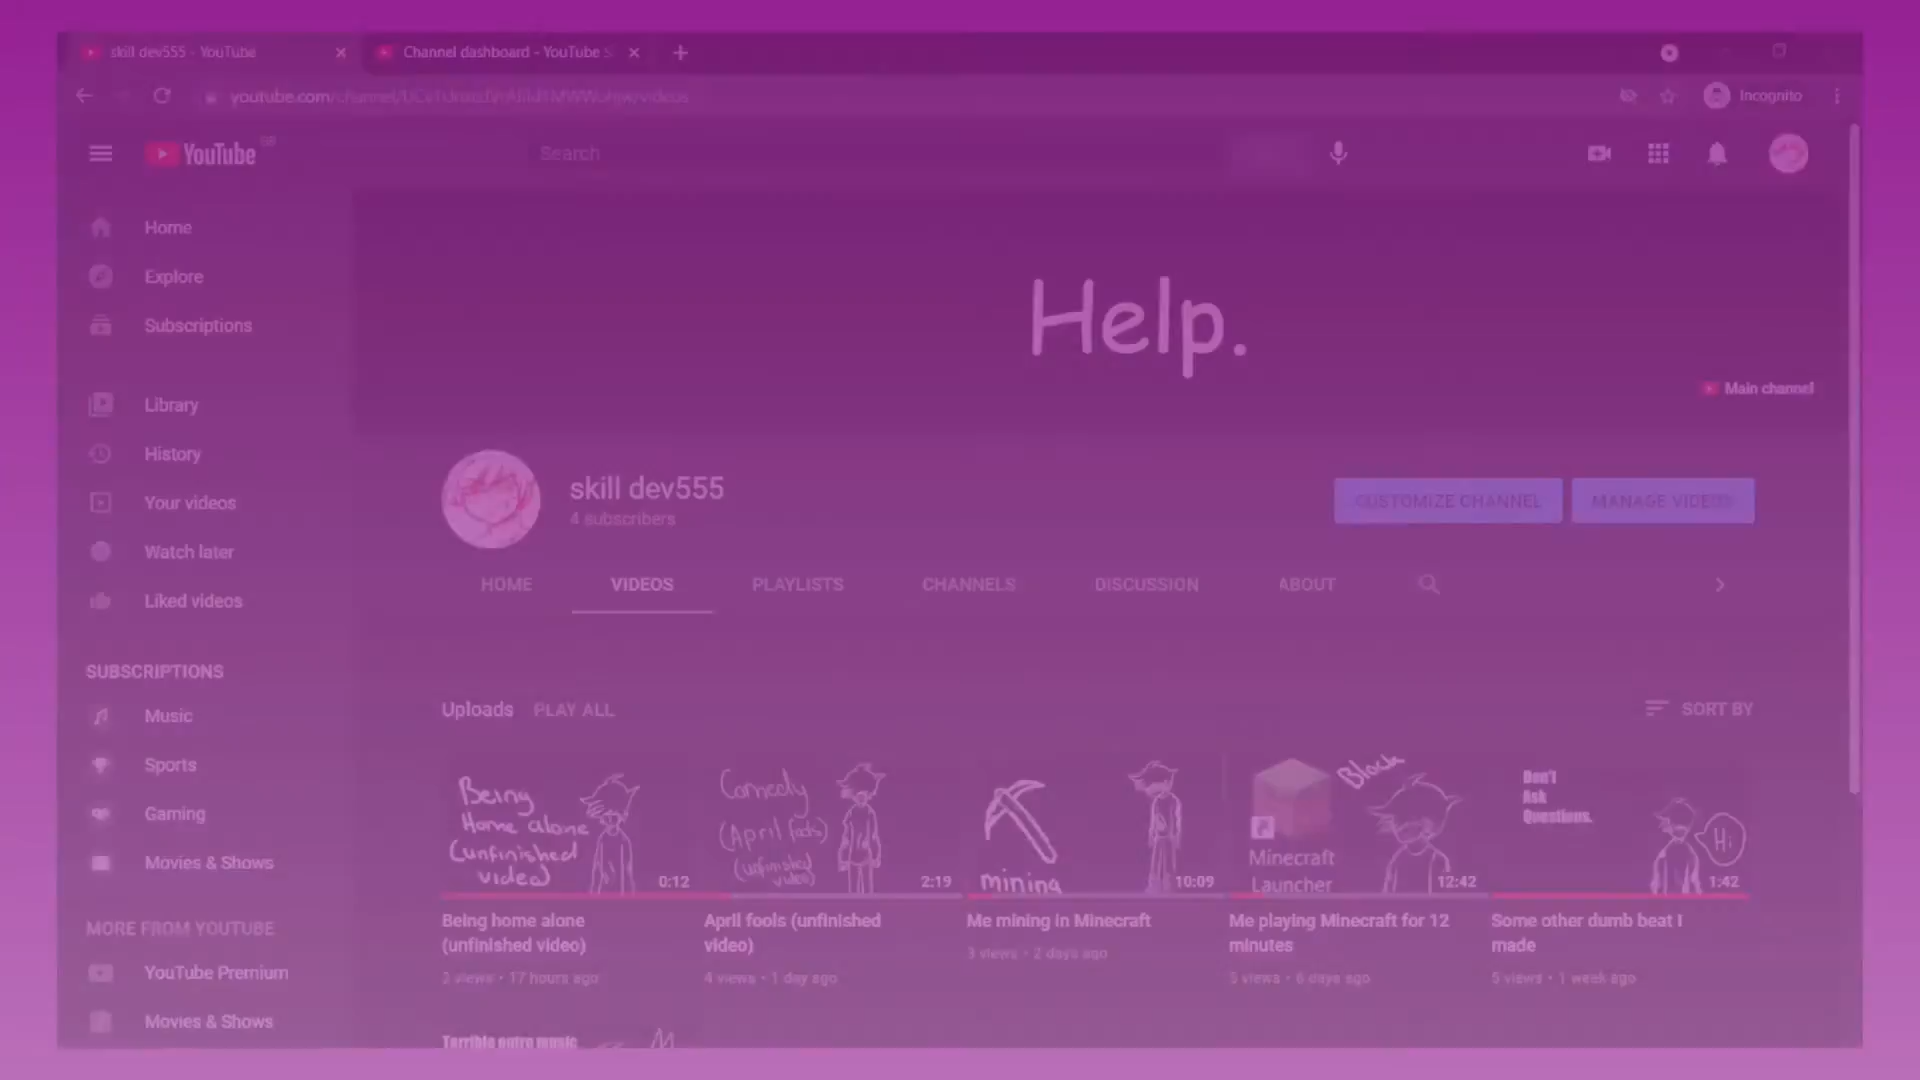 skill dev555 - YouTube
Channel dashboard - YouTube S
Incognito
YouTube GB
Search
Home
Explore
Subscriptions
Library
History
Your videos
Watch later
Liked videos
SUBSCRIPTIONS
Music
Sports
Gaming
Movies & Shows
MORE FROM YOUTUBE
YouTube Premium
Movies & Shows
Help.
Main channel
skill dev555
4 subscribers
CUSTOMIZE CHANNEL
MANAGE VIDEOS
HOME
VIDEOS
PLAYLISTS
CHANNELS
DISCUSSION
ABOUT
Uploads
PLAY ALL
SORT BY
Being
Home alone
(unfinished
video)
0:12
Being home alone
(unfinished video)
17 hours ago
Comedy
(April fools)
(unfinished
video)
2:19
April fools (unfinished
video)
4 views • 1 day ago
mining
10:09
Me mining in Minecraft
3 views • 2 days ago
Block
Minecraft
Launcher
12:42
Me playing Minecraft for 12
minutes
views • 6 days ago
Don't
Ask
Questions.
Hi
1:42
Some other dumb beat I
made
5 views • 1 week ago
Terrible outro music